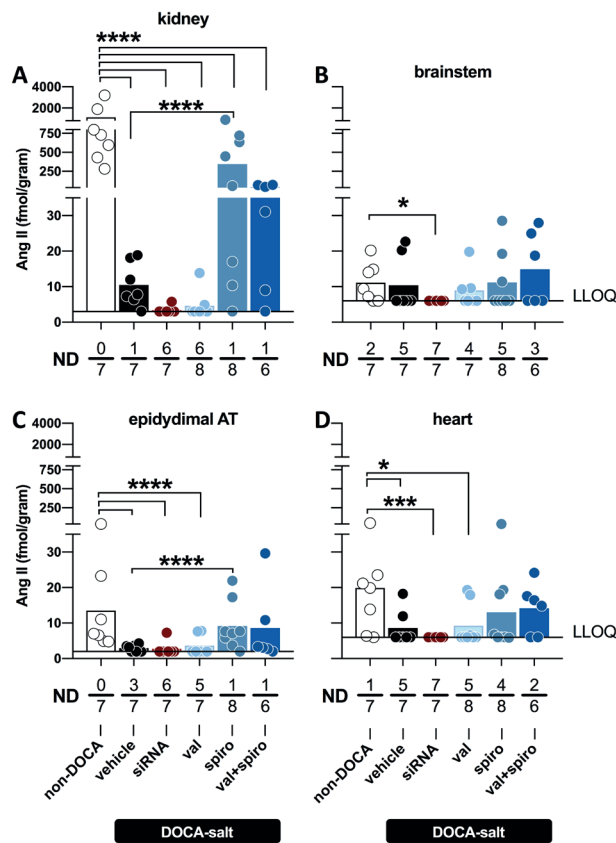 kidney
****
A
****
Ang II (fmol/gram)
4000
2000
750
500
250
30
20
10
0
ND
0/7 1/7 6/7 6/8 1/8 1/6
B
brainstem
*
LLOQ
2/7 5/7 7/7 4/7 5/8 3/6
C
epidydimal AT
****
****
Ang II (fmol/gram)
4000
2000
750
500
250
30
20
10
0
ND
0/7 3/7 6/7 5/7 1/8 1/6
non-DOCA
vehicle
siRNA
val
spiro
val+spiro
DOCA-salt
D
heart
*
***
LLOQ
1/7 5/7 7/7 5/8 4/8 2/6
non-DOCA
vehicle
siRNA
val
spiro
val+spiro
DOCA-salt